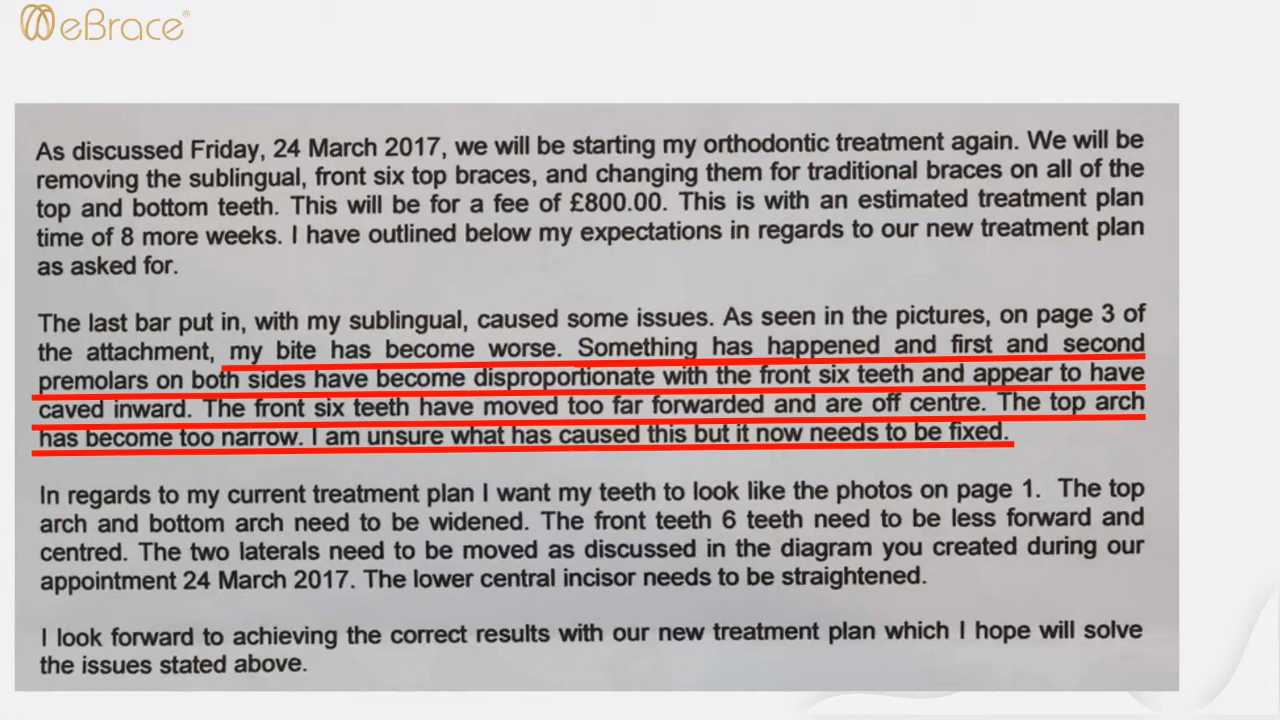 eBrace®
As discussed Friday, 24 March 2017, we will be starting my orthodontic treatment again. We will be
removing the sublingual, front six top braces, and changing them for traditional braces on all of the
top and bottom teeth. This will be for a fee of £800.00. This is with an estimated treatment plan
time of 8 more weeks. I have outlined below my expectations in regards to our new treatment plan
as asked for.
The last bar put in, with my sublingual, caused some issues. As seen in the pictures, on page 3 of
the attachment, my bite has become worse. Something has happened and first and second
premolars on both sides have become disproportionate with the front six teeth and appear to have
caved inward. The front six teeth have moved too far forwarded and are off centre. The top arch
has become too narrow. I am unsure what has caused this but it now needs to be fixed.
In regards to my current treatment plan I want my teeth to look like the photos on page 1. The top
arch and bottom arch need to be widened. The front teeth 6 teeth need to be less forward and
centred. The two laterals need to be moved as discussed in the diagram you created during our
appointment 24 March 2017. The lower central incisor needs to be straightened.
I look forward to achieving the correct results with our new treatment plan which I hope will solve
the issues stated above.